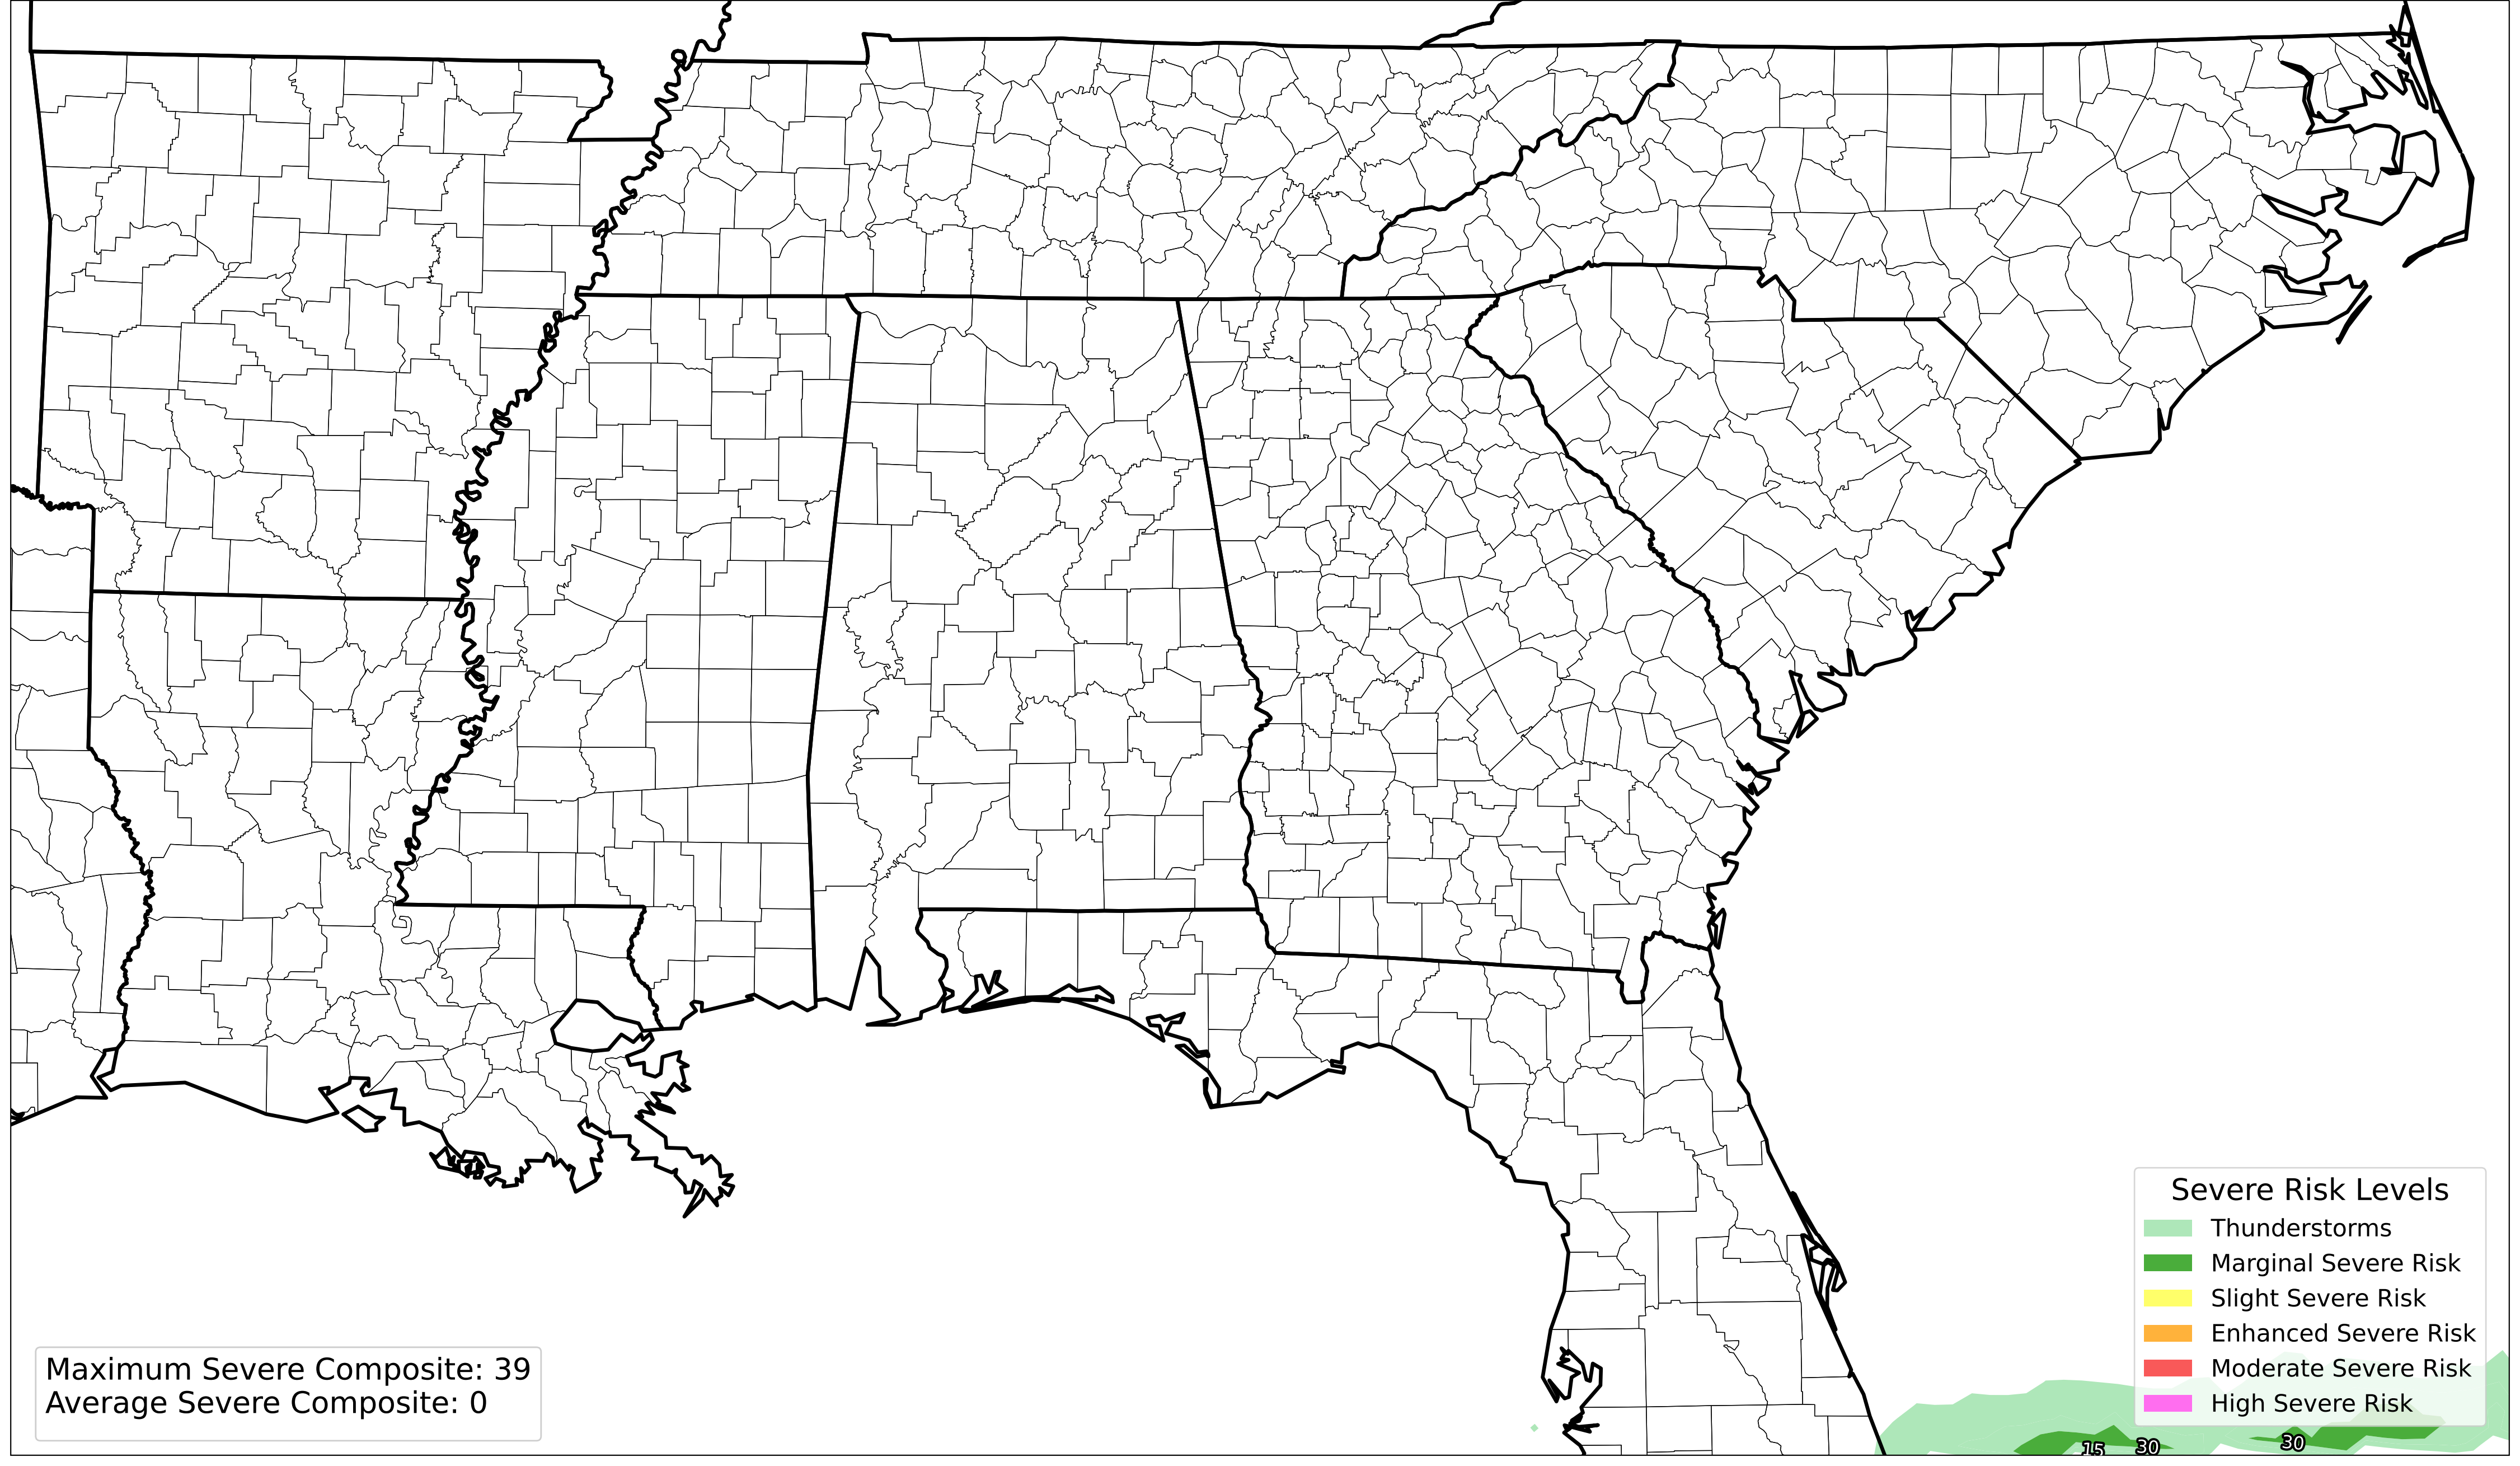 Severe Risk Levels
Thunderstorms
Marginal Severe Risk
Slight Severe Risk
Enhanced Severe Risk
Moderate Severe Risk
High Severe Risk
Maximum Severe Composite: 39
Average Severe Composite: 0
15 30 30